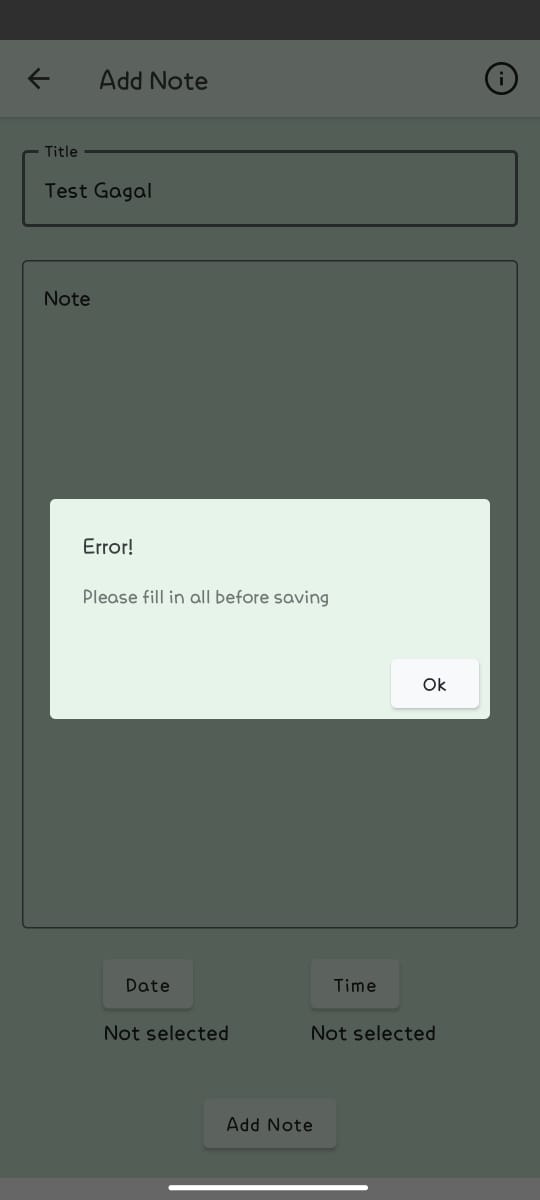 Add Note
Title
Test Gagal
Note
Error!
Please fill in all before saving
Ok
Date
Time
Not selected
Not selected
Add Note